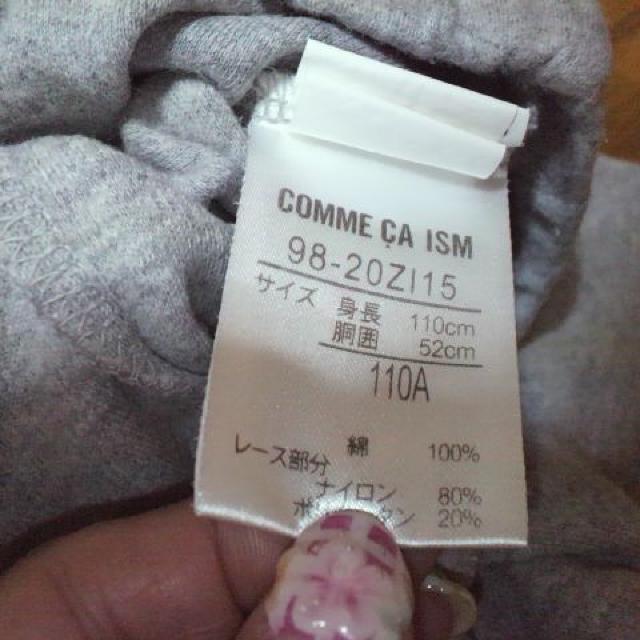 COMME ÇA ISM
98-20ZI15
サイズ 身長 110cm
胴囲 52cm
110A
綿 100%
レース部分
ナイロン 80%
20%